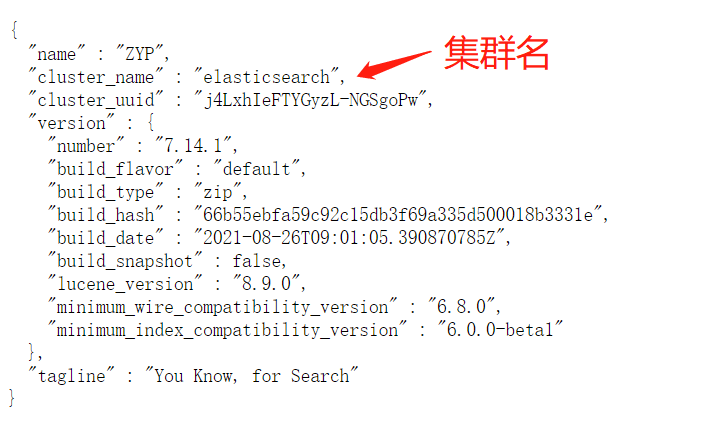 {
"name" : "ZYP",
"cluster_name" : "elasticsearch", 集群名
"cluster_uuid" : "j4LxhIeFTYGyzL-NGSgoPw",
"version" : {
"number" : "7.14.1",
"build_flavor" : "default",
"build_type" : "zip",
"build_hash" : "66b55ebfa59c92c15db3f69a335d500018b3331e",
"build_date" : "2021-08-26T09:01:05.390870785Z",
"build_snapshot" : false,
"lucene_version" : "8.9.0",
"minimum_wire_compatibility_version" : "6.8.0",
"minimum_index_compatibility_version" : "6.0.0-beta1"
},
"tagline" : "You Know, for Search"
}